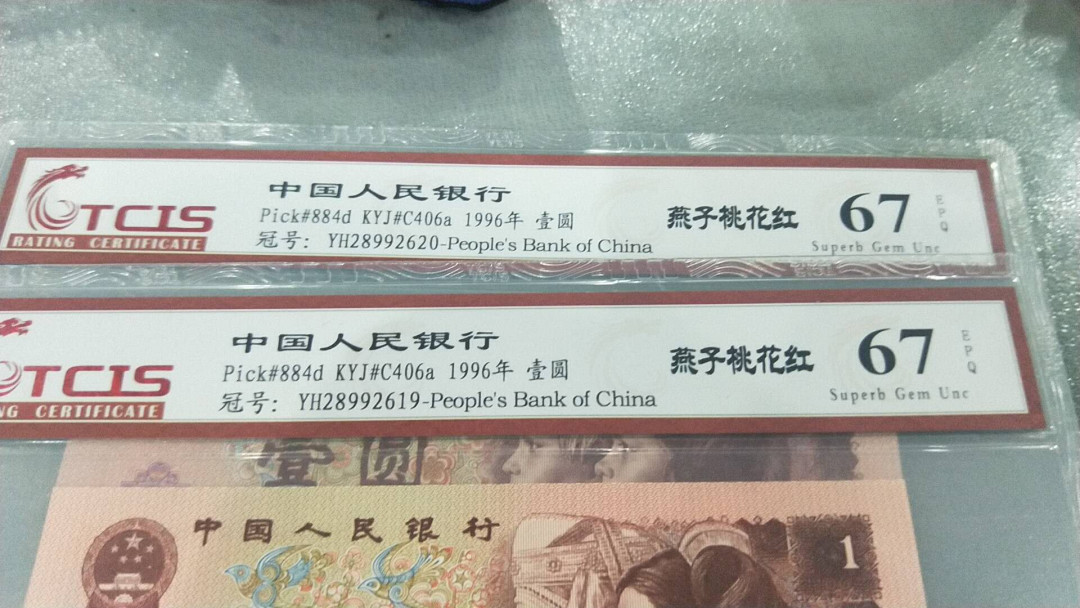 TCIS
RATING CERTIFICATE
中国人民银行
Pick#884d KYJ#C406a 1996年 壹圆
冠号: YH28992620-People's Bank of China
燕子桃花红
67
EPQ
Superb Gem Unc
TCIS
NG CERTIFICATE
中国人民银行
Pick#884d KYJ#C406a 1996年 壹圆
冠号: YH28992619-People's Bank of China
燕子桃花红
67
EPQ
Superb Gem Unc
壹圆
中国人民银行
1